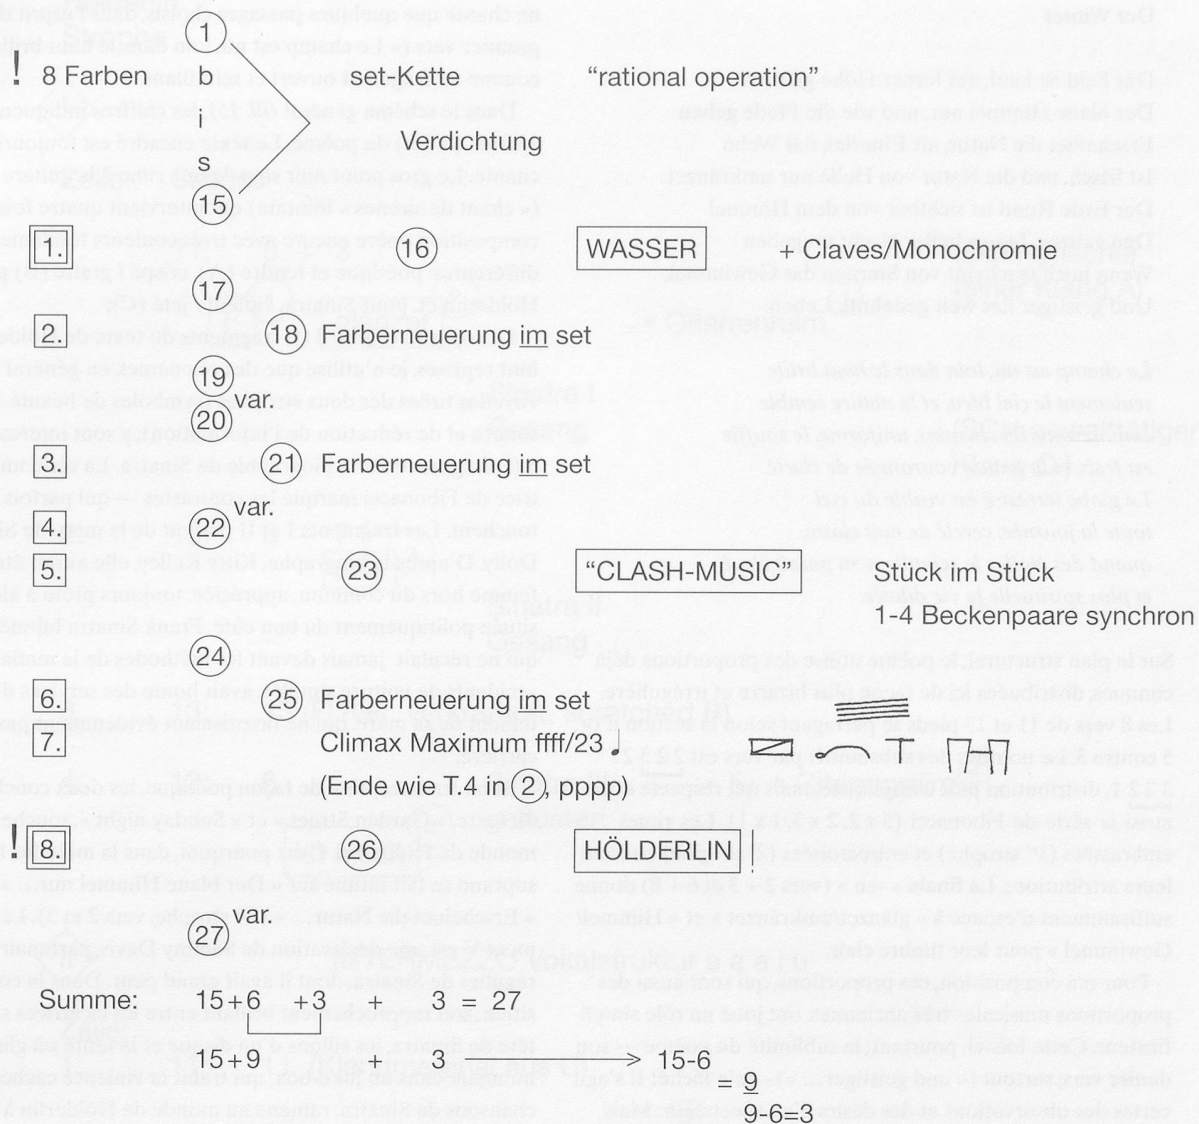 1
! 8 Farben b set-Kette “rational operation”
i
Verdichtung
s
15
1. 16 WASSER + Claves/Monochromie
17
2. 18 Farberneuerung im set
19
var.
20
3. 21 Farberneuerung im set
var.
4. 22
5. 23 “CLASH-MUSIC” Stück im Stück
1-4 Beckenpaare synchron
24
6. 25 Farberneuerung im set
7. Climax Maximum ffff/23
(Ende wie T.4 in 2, pppp)
! 8. 26 HÖLDERLIN
var.
27
Summe: 15+6 +3 + 3 = 27
15+9 + 3 15-6
= 9
9-6=3